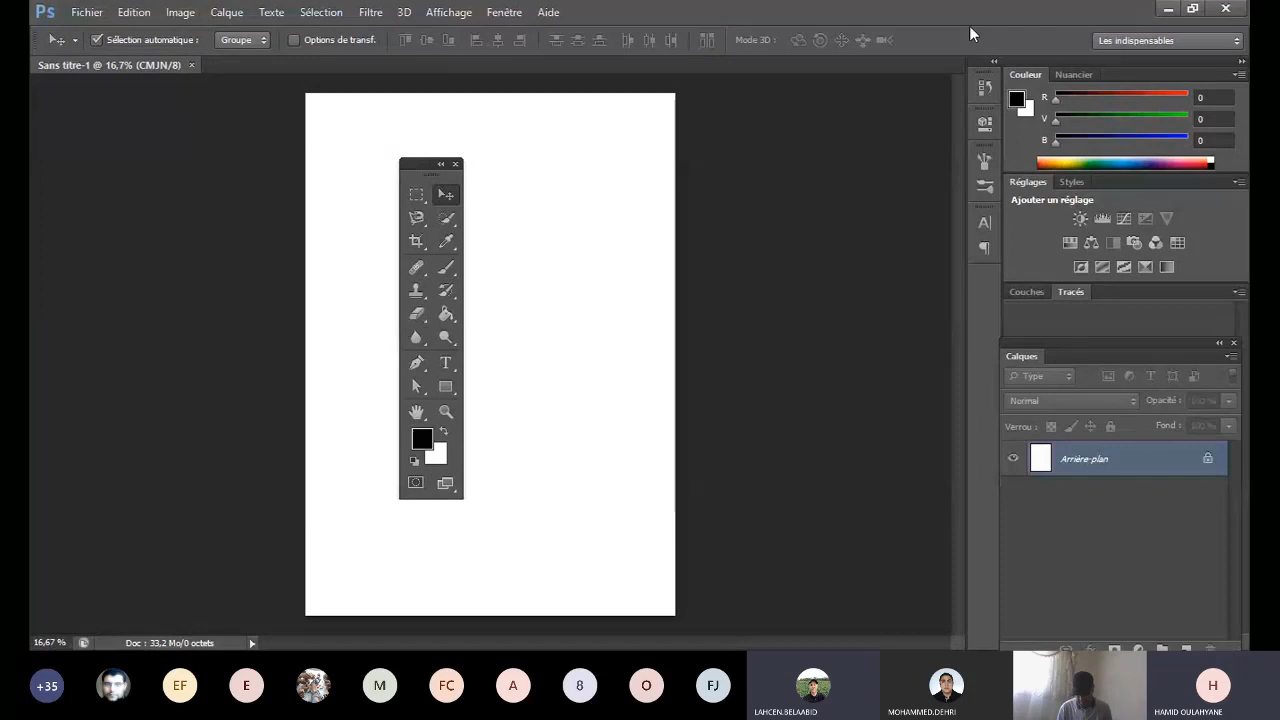 Ps Fichier Edition Image Calque Texte Sélection Filtre 3D Affichage Fenêtre Aide
Sélection automatique : Groupe Options de transf. Mode 3D : Les indispensables
Sans titre-1 @ 16,7% (CMJN/8) ×
Couleur Nuancier
R 0
V 0
B 0
Réglages Styles
Ajouter un réglage
Couches Tracés
Calques
Type
Normal Opacité : 100 %
Verrou : Fond : 100 %
Arrière-plan
T
A
16,67 % Doc : 33,2 Mo/0 octets
+35 EF E M FC A 8 O FJ H
LAHCEN.BELAABID MOHAMMED.DEHRI HAMID OULAHYANE